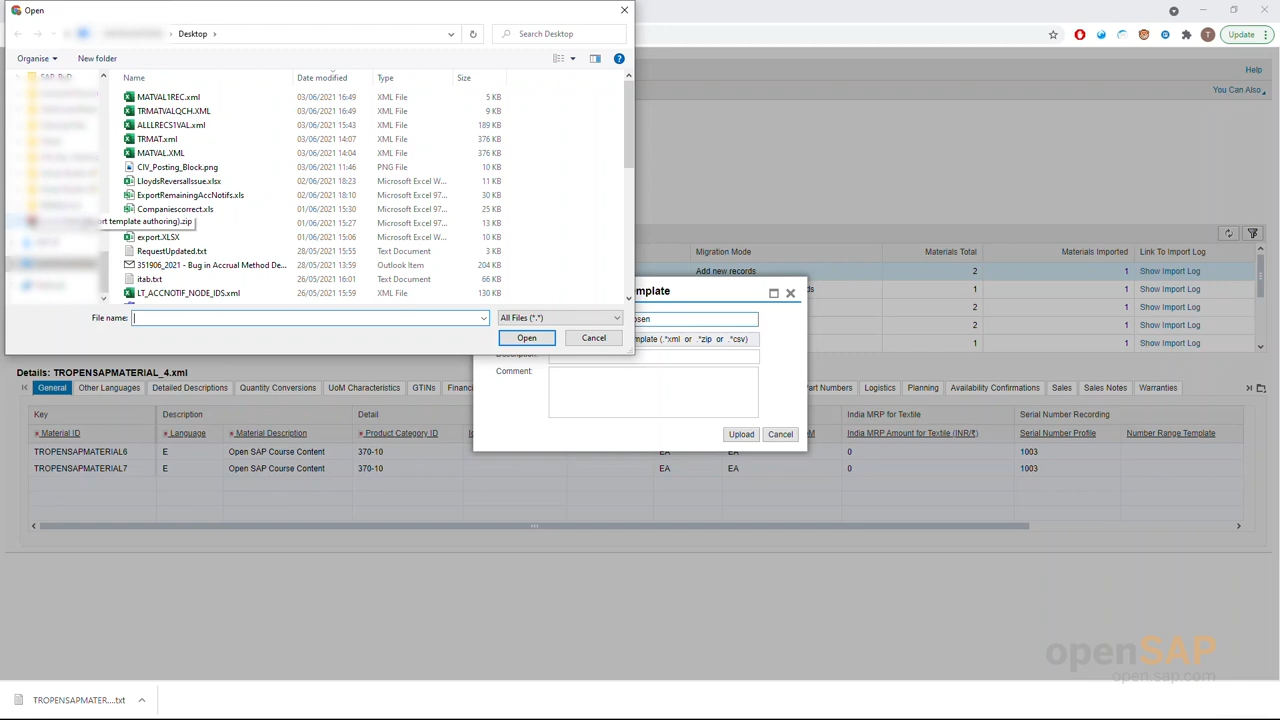 Open
Desktop
Search Desktop
Update
Organise
New folder
Help
You Can Also
SAP_ByD
Name
Date modified
Type
Size
MATVAL1REC.xml 03/06/2021 16:49 XML File 5 KB
TRMATVALQCH.XML 03/06/2021 16:49 XML File 9 KB
ALLLRECS1VAL.xml 03/06/2021 15:43 XML File 189 KB
TRMAT.xml 03/06/2021 14:07 XML File 376 KB
MATVAL.XML 03/06/2021 14:04 XML File 376 KB
CIV_Posting_Block.png 03/06/2021 11:46 PNG File 10 KB
LloydsReversalIssue.xlsx 02/06/2021 18:23 Microsoft Excel W... 11 KB
ExportRemainingAccNotifs.xls 02/06/2021 18:10 Microsoft Excel 97... 30 KB
Companiescorrect.xls 01/06/2021 15:30 Microsoft Excel 97... 25 KB
rt template authoring).zip 01/06/2021 15:27 Microsoft Excel 97... 13 KB
export.XLSX 01/06/2021 15:06 Microsoft Excel W... 10 KB
RequestUpdated.txt 28/05/2021 15:55 Text Document 3 KB
351906_2021 - Bug in Accrual Method De... 28/05/2021 13:59 Outlook Item 204 KB
itab.txt 26/05/2021 16:01 Text Document 66 KB
LT_ACCNOTIF_NODE_IDS.xml 26/05/2021 15:59 XML File 130 KB
File name:
All Files (*.*)
Open
Cancel
Migration Mode Materials Total Materials Imported Link To Import Log
Add new records 2 1 Show Import Log
ds 1 1 Show Import Log
2 1 Show Import Log
1 1 Show Import Log
mplate
osen
mplate (.*xml or .*zip or .*csv)
Description:
Comment:
Upload
Cancel
Details: TROPENSAPMATERIAL_4.xml
General Other Languages Detailed Descriptions Quantity Conversions UoM Characteristics GTINs Financ
art Numbers Logistics Planning Availability Confirmations Sales Sales Notes Warranties
Key Description Detail India MRP for Textile Serial Number Recording
Material ID Language Material Description Product Category ID India MRP Amount for Textile (INR/₹) Serial Number Profile Number Range Template
TROPENSAPMATERIAL6 E Open SAP Course Content 370-10 EA EA 0 1003
TROPENSAPMATERIAL7 E Open SAP Course Content 370-10 EA EA 0 1003
openSAP
open.sap.com
TROPENSAPMATER....txt